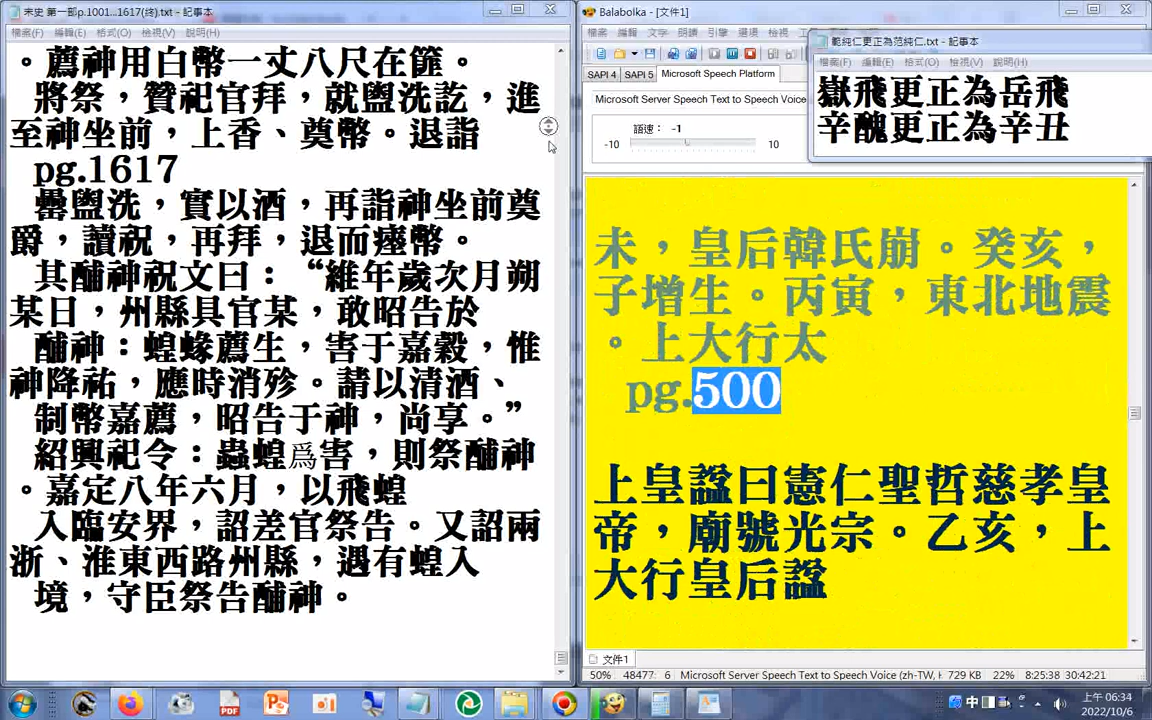 宋史 第一部p.1001...1617(終).txt - 記事本
檔案(F) 編輯(E) 格式(O) 檢視(V) 說明(H)
。薦神用白幣一丈八尺在篚。
將祭，贊祀官拜，就盥洗訖，進
至神坐前，上香、奠幣。退詣
pg.1617
罍盥洗，實以酒，再詣神坐前奠
爵，讀祝，再拜，退而瘞幣。
其酺神祝文曰：“維年歲次月朔
某日，州縣具官某，敢昭告於
酺神：蝗蝝薦生，害于嘉穀，惟
神降祐，應時消殄。請以清酒、
制幣嘉薦，昭告于神，尚享。”
紹興祀令：蟲蝗爲害，則祭酺神
。嘉定八年六月，以飛蝗
入臨安界，詔差官祭告。又詔兩
浙、淮東西路州縣，遇有蝗入
境，守臣祭告酺神。
Balabolka - [文件1]
檔案 編輯 文字 朗讀 引擎 選項 檢視
SAPI 4 SAPI 5 Microsoft Speech Platform
Microsoft Server Speech Text to Speech Voice
語速： -1
-10 10
範純仁更正為范純仁.txt - 記事本
檔案(F) 編輯(E) 格式(O) 檢視(V) 說明(H)
嶽飛更正為岳飛
辛醜更正為辛丑
未，皇后韓氏崩。癸亥，
子增生。丙寅，東北地震
。上大行太
pg.500
上皇謚曰憲仁聖哲慈孝皇
帝，廟號光宗。乙亥，上
大行皇后謚
文件1
50% 48477: 6 Microsoft Speech Platform (zh-TW, H 729 KB 22% 8:25:38 30:42:21
中
上午 06:34
2022/10/6